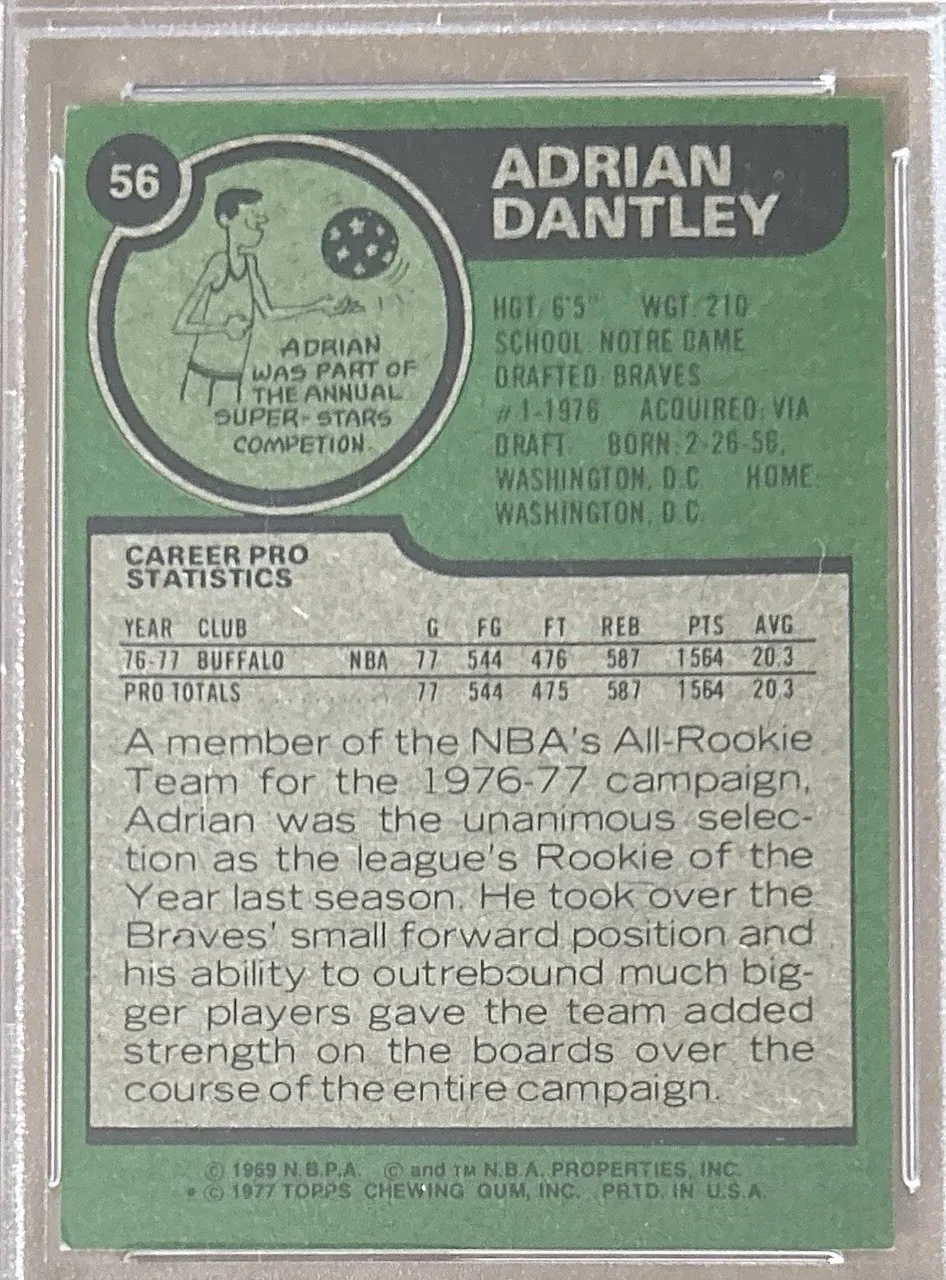 56
ADRIAN
DANTLEY
ADRIAN
WAS PART OF
THE ANNUAL
SUPER-STARS
COMPETION.
HGT: 6'5" WGT: 210
SCHOOL: NOTRE DAME
DRAFTED: BRAVES
#1-1976 ACQUIRED: VIA
DRAFT BORN: 2-28-56,
WASHINGTON, D.C. HOME:
WASHINGTON, D.C.
CAREER PRO
STATISTICS
YEAR CLUB G FG FT REB PTS AVG
76-77 BUFFALO NBA 77 544 476 587 1564 20.3
PRO TOTALS 77 544 475 587 1564 20.3
A member of the NBA's All-Rookie
Team for the 1976-77 campaign,
Adrian was the unanimous selec-
tion as the league's Rookie of the
Year last season. He took over the
Braves' small forward position and
his ability to outrebound much big-
ger players gave the team added
strength on the boards over the
course of the entire campaign.
© 1969 N.B.P.A. © and TM N.B.A. PROPERTIES, INC.
* © 1977 TOPPS CHEWING GUM, INC. PRTD. IN U.S.A.